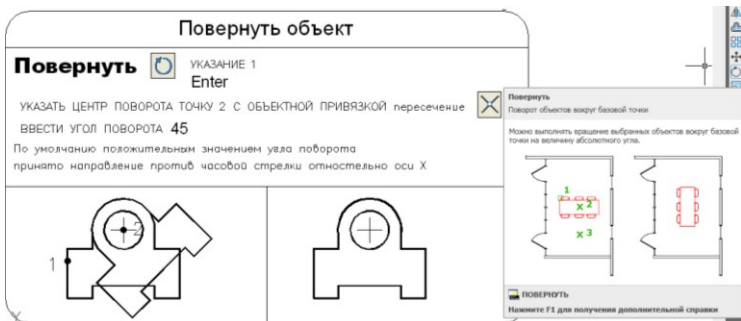 Повернуть объект
Повернуть УКАЗАНИЕ 1
Enter
УКАЗАТЬ ЦЕНТР ПОВОРОТА ТОЧКУ 2 С ОБЬЕКТНОЙ ПРИВЯЗКОЙ пересечение
ВВЕСТИ УГОЛ ПОВОРОТА 45
По умолчанию положительным значением угла поворота
принято направление против часовой стрелки отностельно оси X
1
2
Повернуть
Поворот объектов вокруг базовой точки
Можно выполнять вращение выбранных объектов вокруг базовой
точки на величину абсолютного угла.
1
X 2
X 3
ПОВЕРНУТЬ
Нажмите F1 для получения дополнительной справки